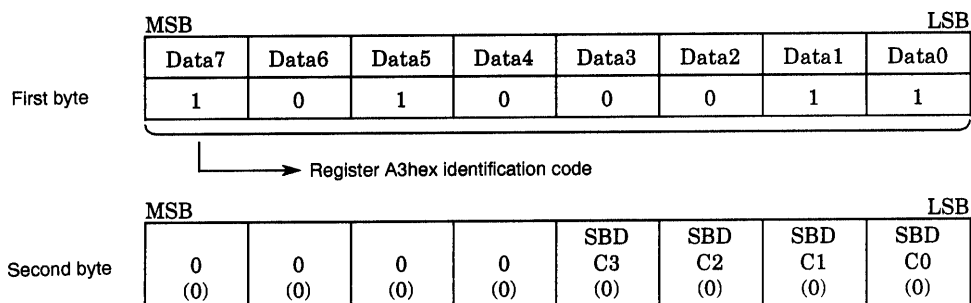 MSB LSB
Data7 Data6 Data5 Data4 Data3 Data2 Data1 Data0
First byte 1 0 1 0 0 0 1 1
Register A3hex identification code
MSB LSB
SBD SBD SBD SBD
Second byte 0 0 0 0 C3 C2 C1 C0
(0) (0) (0) (0) (0) (0) (0) (0)